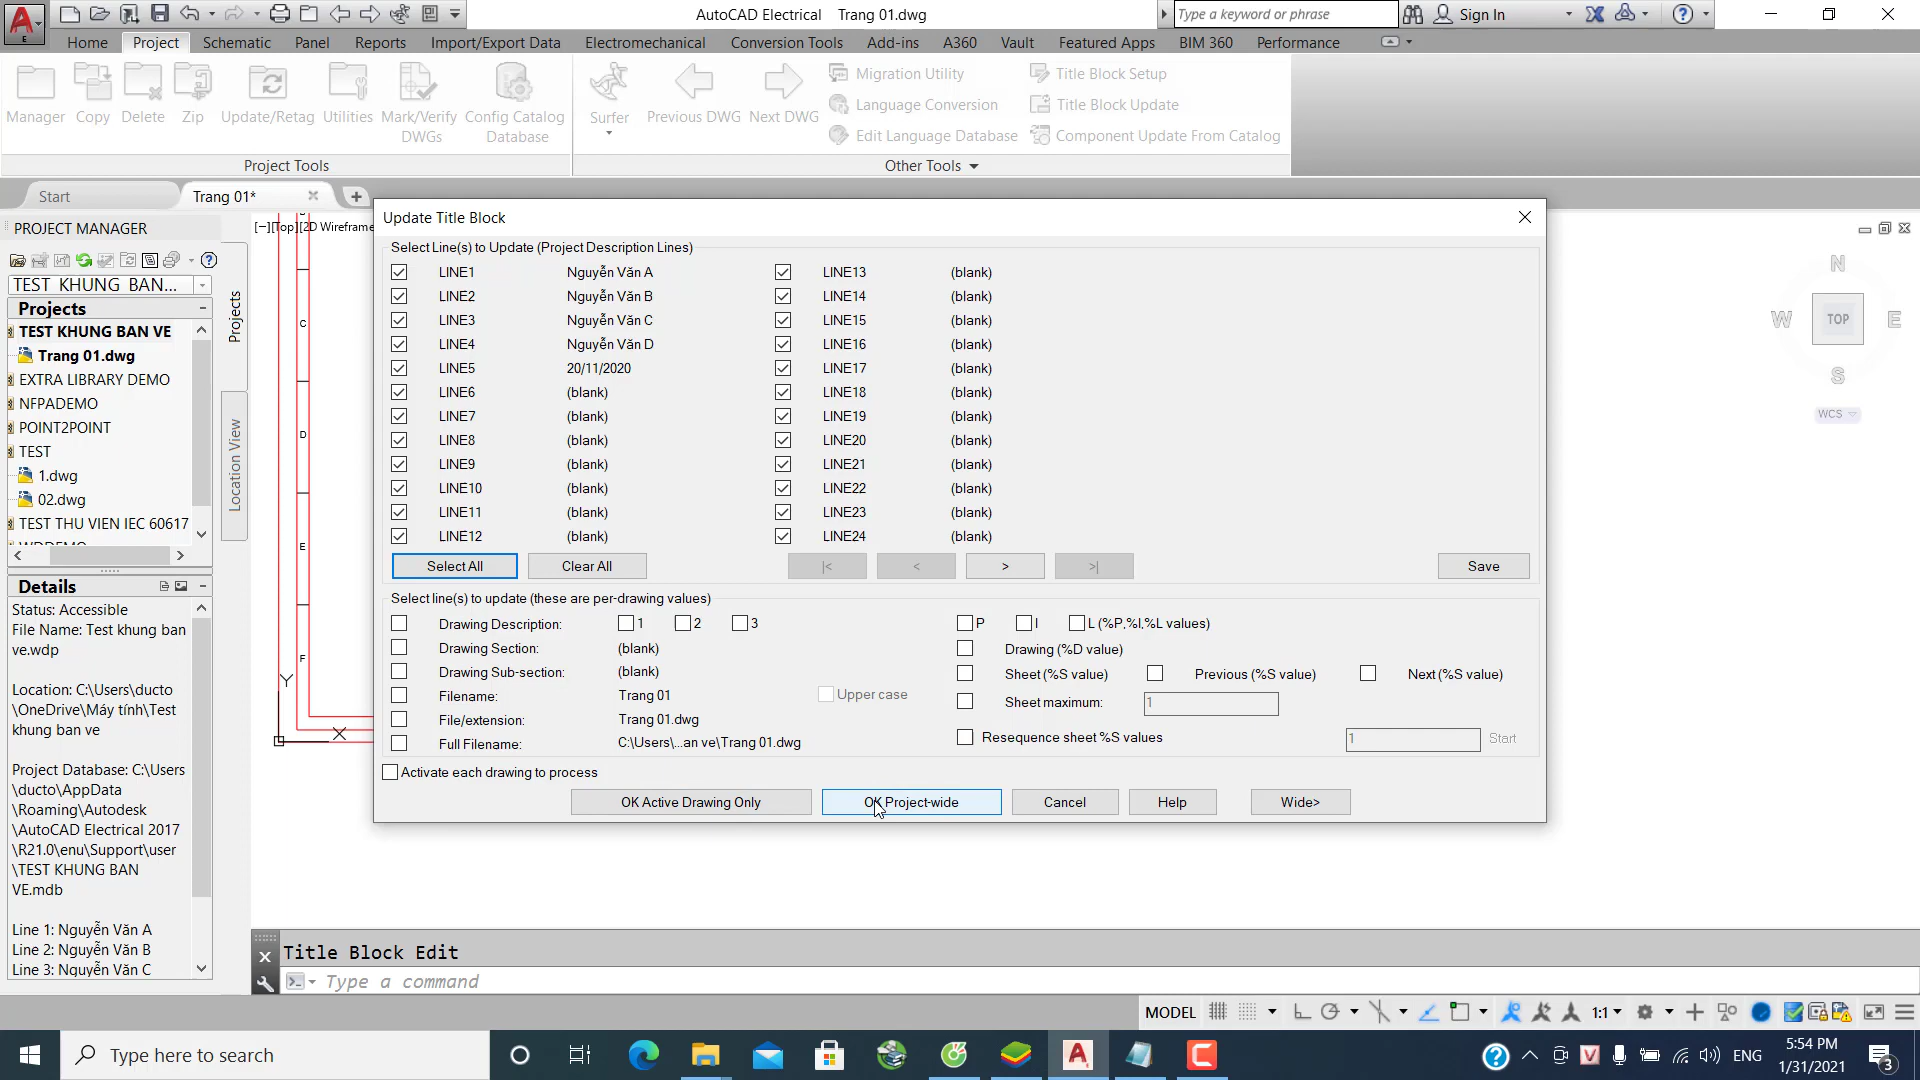 AutoCAD Electrical Trang 01.dwg
Type a keyword or phrase
Sign In
Home Project Schematic Panel Reports Import/Export Data Electromechanical Conversion Tools Add-ins A360 Vault Featured Apps BIM 360 Performance
Manager Copy Delete Zip Update/Retag Utilities Mark/Verify DWGs Config Catalog Database
Surfer Previous DWG Next DWG
Migration Utility
Language Conversion
Edit Language Database
Title Block Setup
Title Block Update
Component Update From Catalog
Project Tools
Other Tools
Start
Trang 01*
PROJECT MANAGER
TEST KHUNG BAN...
Projects
TEST KHUNG BAN VE
Trang 01.dwg
EXTRA LIBRARY DEMO
NFPADEMO
POINT2POINT
TEST
1.dwg
02.dwg
TEST THU VIEN IEC 60617
Projects
Location View
Details
Status: Accessible
File Name: Test khung ban
ve.wdp
Location: C:\Users\ducto
\OneDrive\Máy tính\Test
khung ban ve
Project Database: C:\Users
\ducto\AppData
\Roaming\Autodesk
\AutoCAD Electrical 2017
\R21.0\enu\Support\user
\TEST KHUNG BAN
VE.mdb
Line 1: Nguyễn Văn A
Line 2: Nguyễn Văn B
Line 3: Nguyễn Văn C
[−][Top][2D Wireframe
C
D
E
F
Y
X
Update Title Block
Select Line(s) to Update (Project Description Lines)
LINE1 Nguyễn Văn A LINE13 (blank)
LINE2 Nguyễn Văn B LINE14 (blank)
LINE3 Nguyễn Văn C LINE15 (blank)
LINE4 Nguyễn Văn D LINE16 (blank)
LINE5 20/11/2020 LINE17 (blank)
LINE6 (blank) LINE18 (blank)
LINE7 (blank) LINE19 (blank)
LINE8 (blank) LINE20 (blank)
LINE9 (blank) LINE21 (blank)
LINE10 (blank) LINE22 (blank)
LINE11 (blank) LINE23 (blank)
LINE12 (blank) LINE24 (blank)
Select All Clear All |< < > >| Save
Select line(s) to update (these are per-drawing values)
Drawing Description: 1 2 3 P I L (%P,%I,%L values)
Drawing Section: (blank) Drawing (%D value)
Drawing Sub-section: (blank) Sheet (%S value) Previous (%S value) Next (%S value)
Filename: Trang 01 Upper case Sheet maximum: 1
File/extension: Trang 01.dwg
Full Filename: C:\Users\...an ve\Trang 01.dwg Resequence sheet %S values 1 Start
Activate each drawing to process
OK Active Drawing Only OK Project-wide Cancel Help Wide>
N
W TOP E
S
WCS
Title Block Edit
Type a command
MODEL 1:1
Type here to search
ENG
5:54 PM
1/31/2021
3